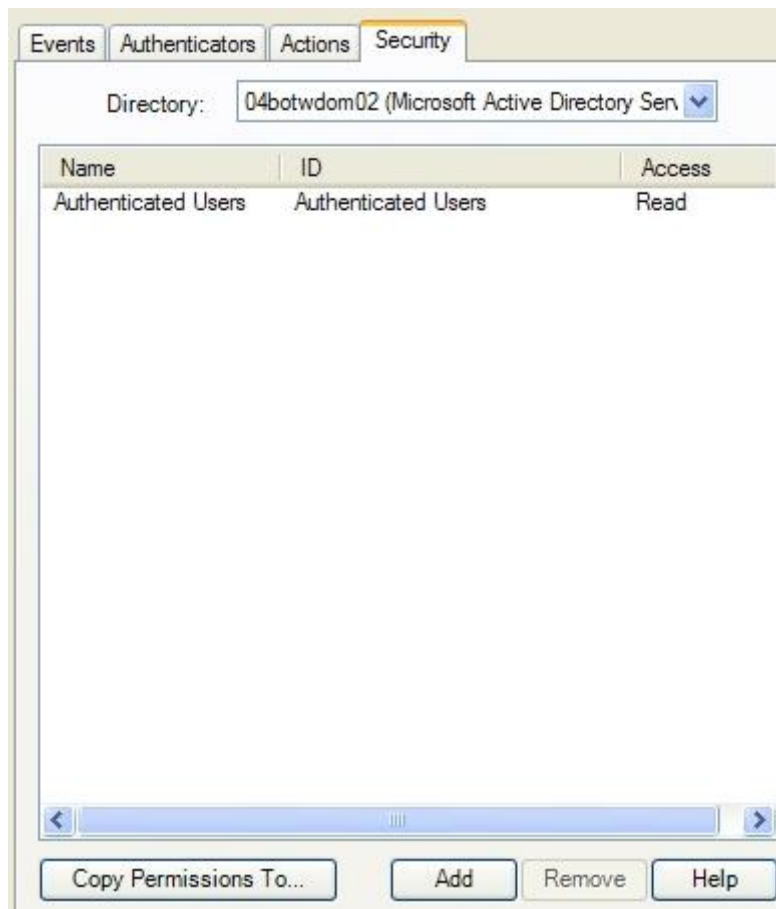 Events Authenticators Actions Security
Directory: 04botwdom02 (Microsoft Active Directory Serv
Name ID Access
Authenticated Users Authenticated Users Read
Copy Permissions To... Add Remove Help